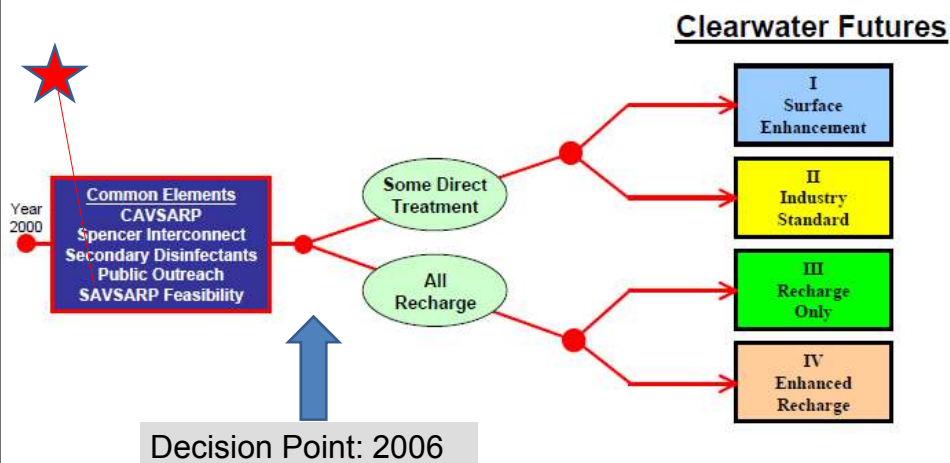 Clearwater Futures
Year
2000
Common Elements
CAVSARP
Spencer Interconnect
Secondary Disinfectants
Public Outreach
SAVSARP Feasibility
Some Direct
Treatment
All
Recharge
I
Surface
Enhancement
II
Industry
Standard
III
Recharge
Only
IV
Enhanced
Recharge
Decision Point: 2006